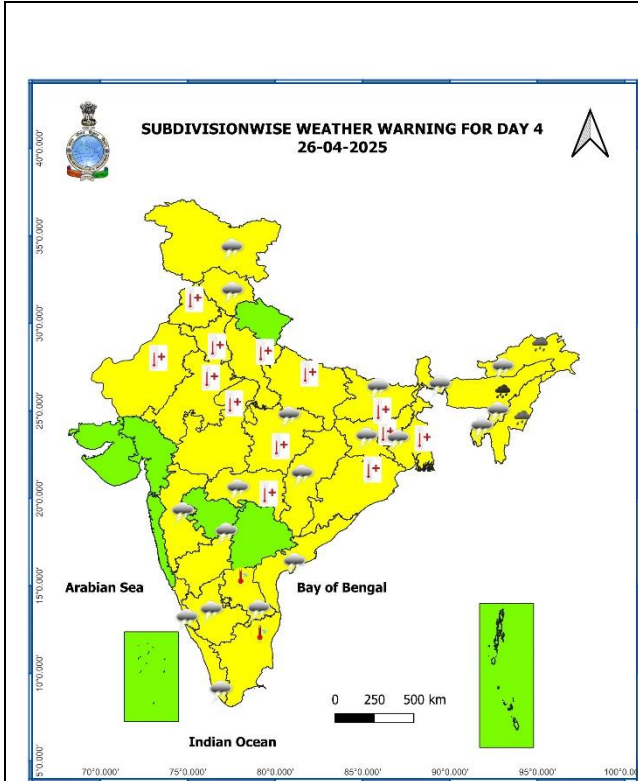 SUBDIVISIONWISE WEATHER WARNING FOR DAY 4
26-04-2025
40°0.000'
35°0.000'
30°0.000'
25°0.000'
20°0.000'
15°0.000'
10°0.000'
5°0.000'
Arabian Sea
Bay of Bengal
0 250 500 km
Indian Ocean
70°0.000' 75°0.000' 80°0.000' 85°0.000' 90°0.000' 95°0.000' 100°0.00